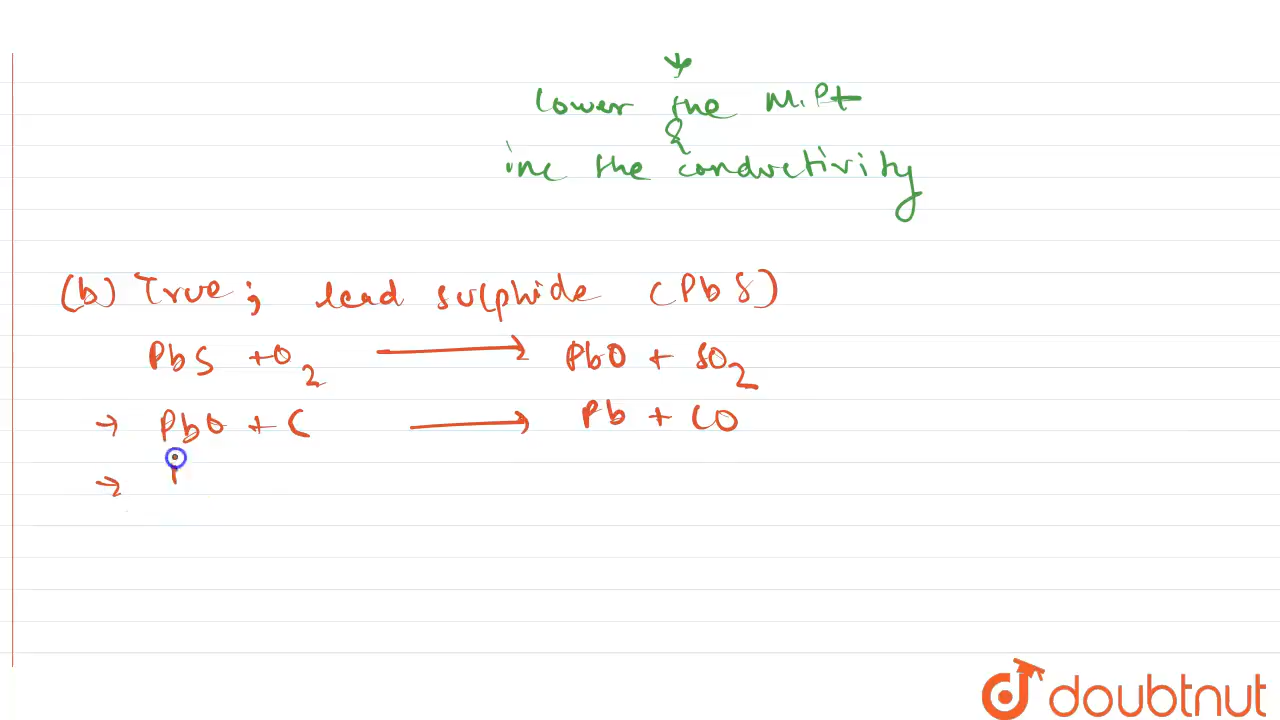 lower the M.Pt
&
inc the conductivity
(b) True; lead sulphide (PbS)
PbS + O2 → PbO + SO2
→ PbO + C → Pb + CO
→ P
doubtnut